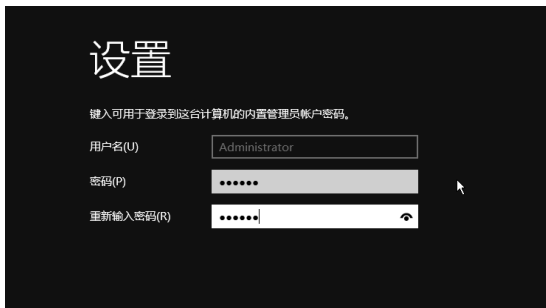 设置
键入可用于登录到这台计算机的内置管理员帐户密码。
用户名(U) Administrator
密码(P) ●●●●●●
重新输入密码(R) ●●●●●●